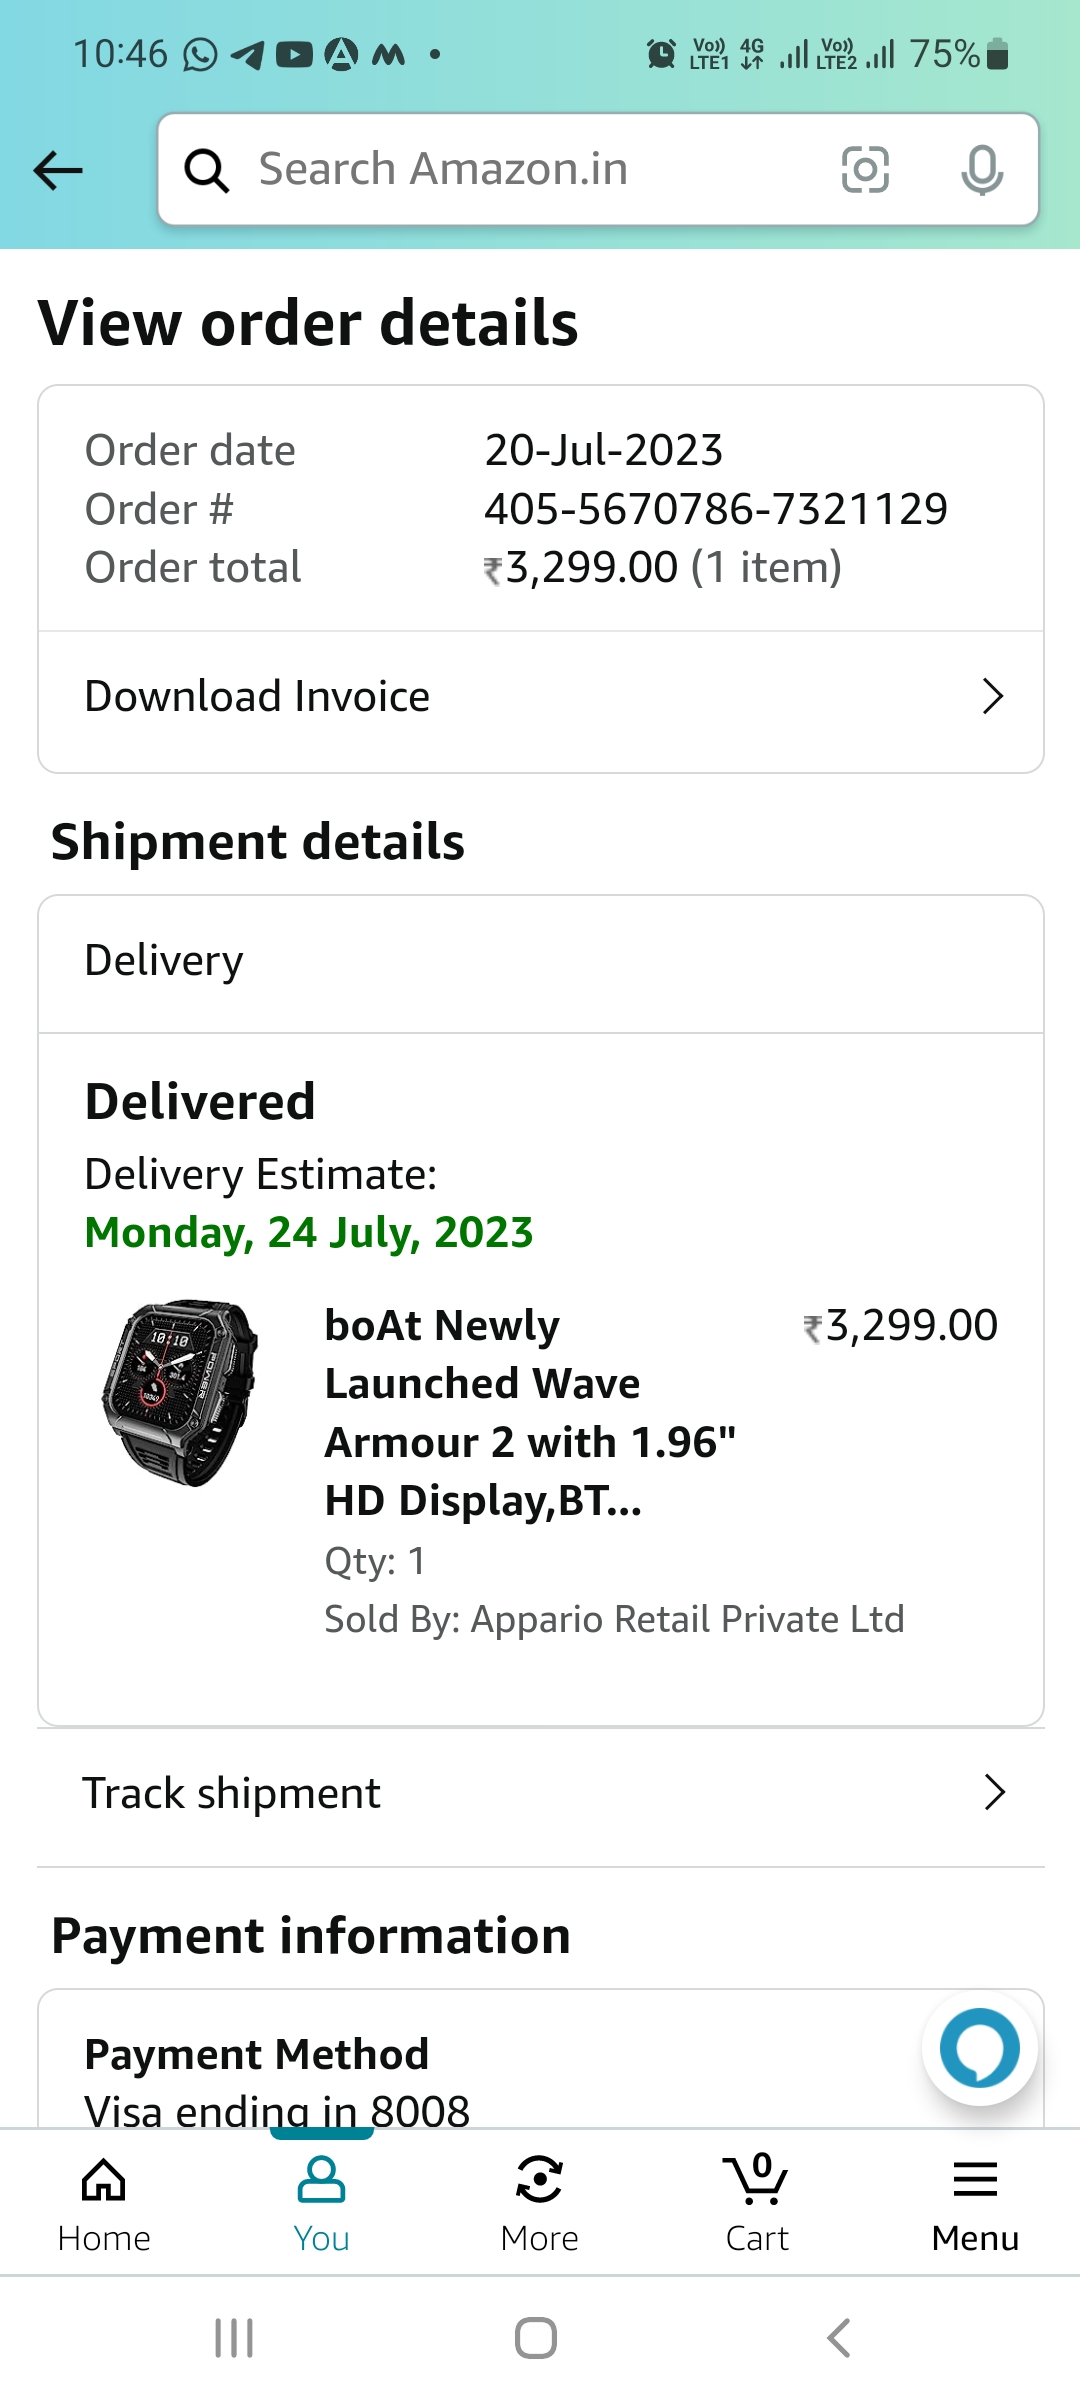 10:46 Vo)) LTE1 4G Vo)) LTE2 75%
Search Amazon.in
View order details
Order date 20-Jul-2023
Order # 405-5670786-7321129
Order total ₹3,299.00 (1 item)
Download Invoice
Shipment details
Delivery
Delivered
Delivery Estimate:
Monday, 24 July, 2023
boAt Newly ₹3,299.00
Launched Wave
Armour 2 with 1.96"
HD Display,BT...
Qty: 1
Sold By: Appario Retail Private Ltd
10:10
POWER
Track shipment
Payment information
Payment Method
Visa ending in 8008
0
Home You More Cart Menu